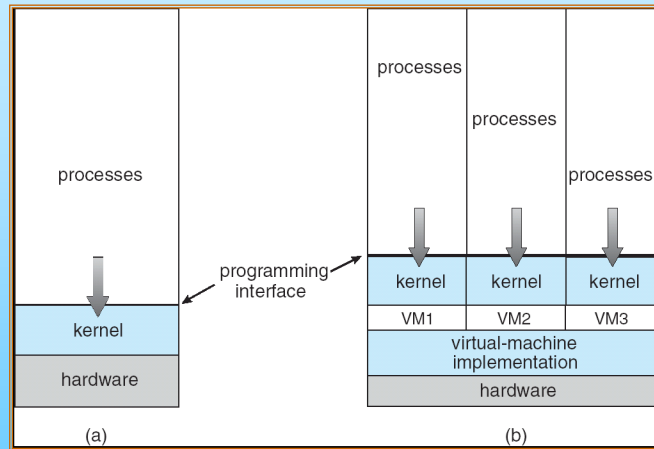 processes
kernel
hardware
(a)
programming
interface
processes
processes
processes
kernel
kernel
kernel
VM1
VM2
VM3
virtual-machine
implementation
hardware
(b)